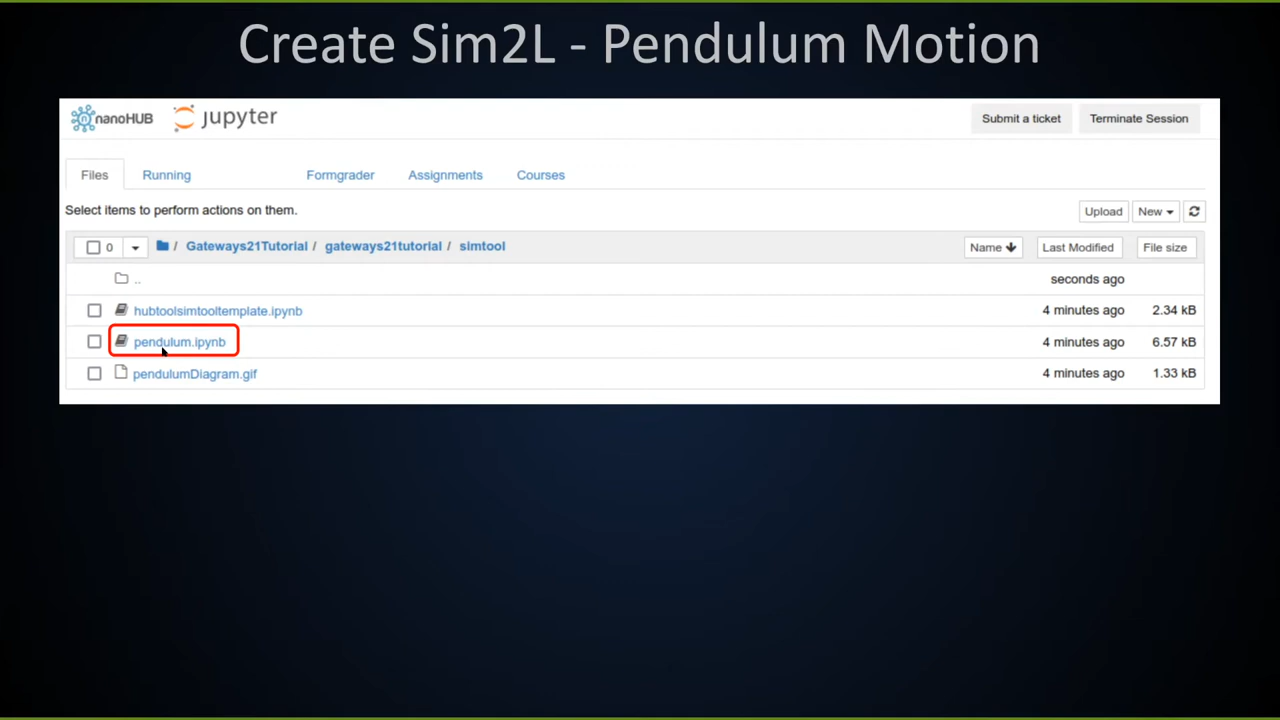 Create Sim2L - Pendulum Motion
nanoHUB jupyter Submit a ticket Terminate Session
Files Running Formgrader Assignments Courses
Select items to perform actions on them. Upload New
0 / Gateways21Tutorial / gateways21tutorial / simtool Name Last Modified File size
.. seconds ago
hubtoolsimtooltemplate.ipynb 4 minutes ago 2.34 kB
pendulum.ipynb 4 minutes ago 6.57 kB
pendulumDiagram.gif 4 minutes ago 1.33 kB